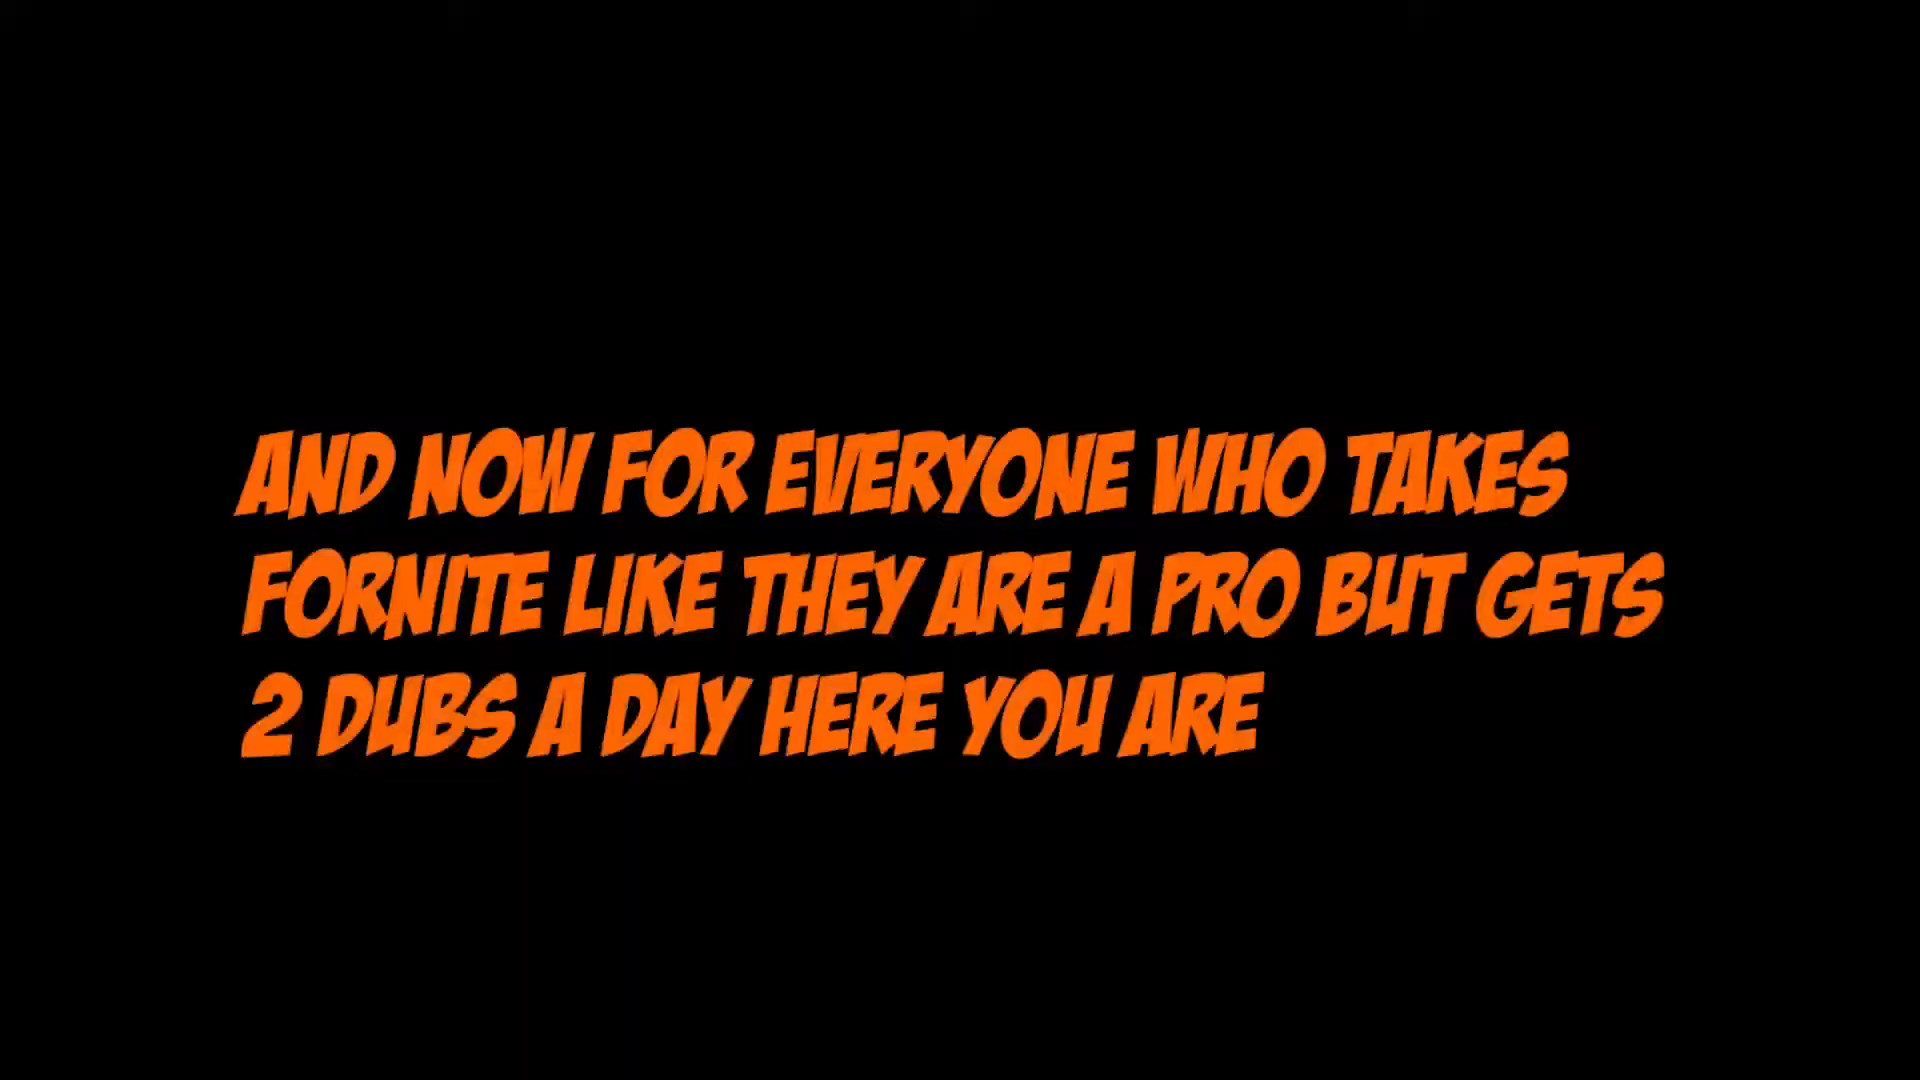 AND NOW FOR EVERYONE WHO TAKES
FORNITE LIKE THEY ARE A PRO BUT GETS
2 DUBS A DAY HERE YOU ARE